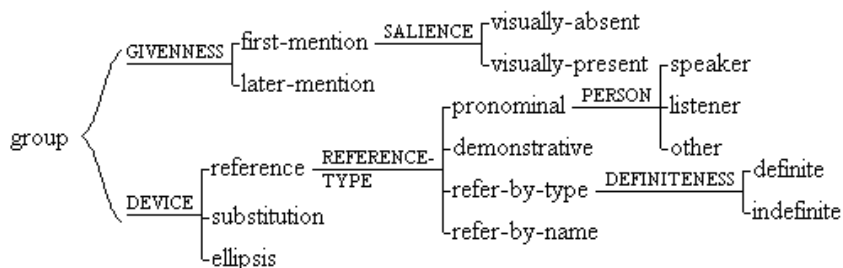 visually-absent
first-mention SALIENCE
GIVENNESS
visually-present speaker
later-mention
pronominal PERSON listener
group
demonstrative other
reference REFERENCE-
TYPE
definite
refer-by-type DEFINITENESS
DEVICE
substitution indefinite
refer-by-name
ellipsis